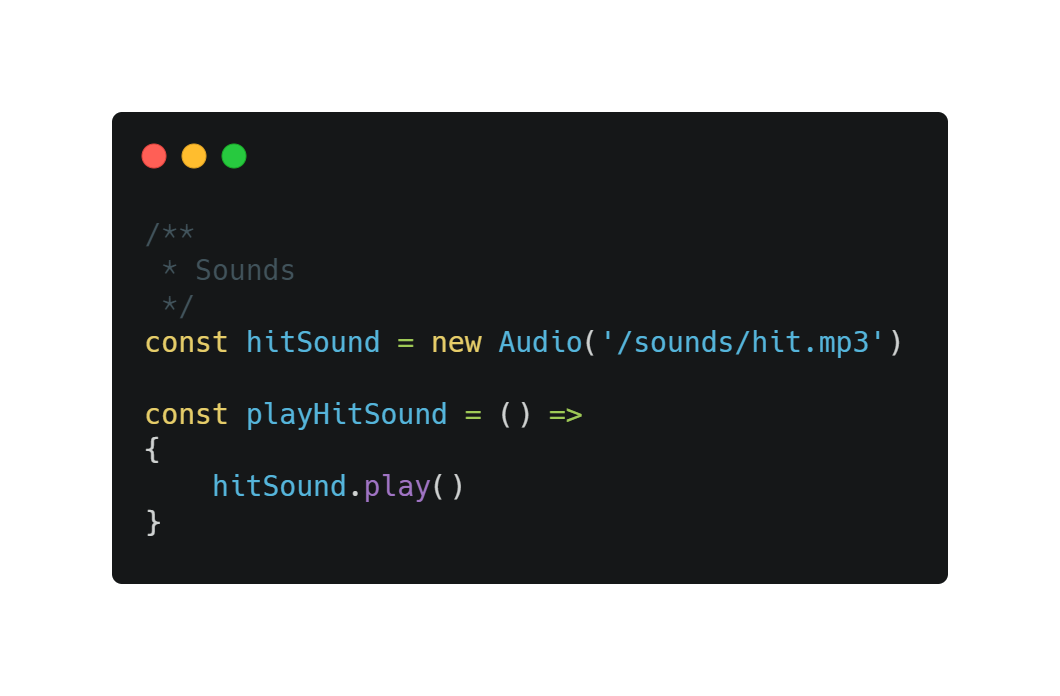 /**
 * Sounds
 */
const hitSound = new Audio('/sounds/hit.mp3')

const playHitSound = () =>
{
    hitSound.play()
}